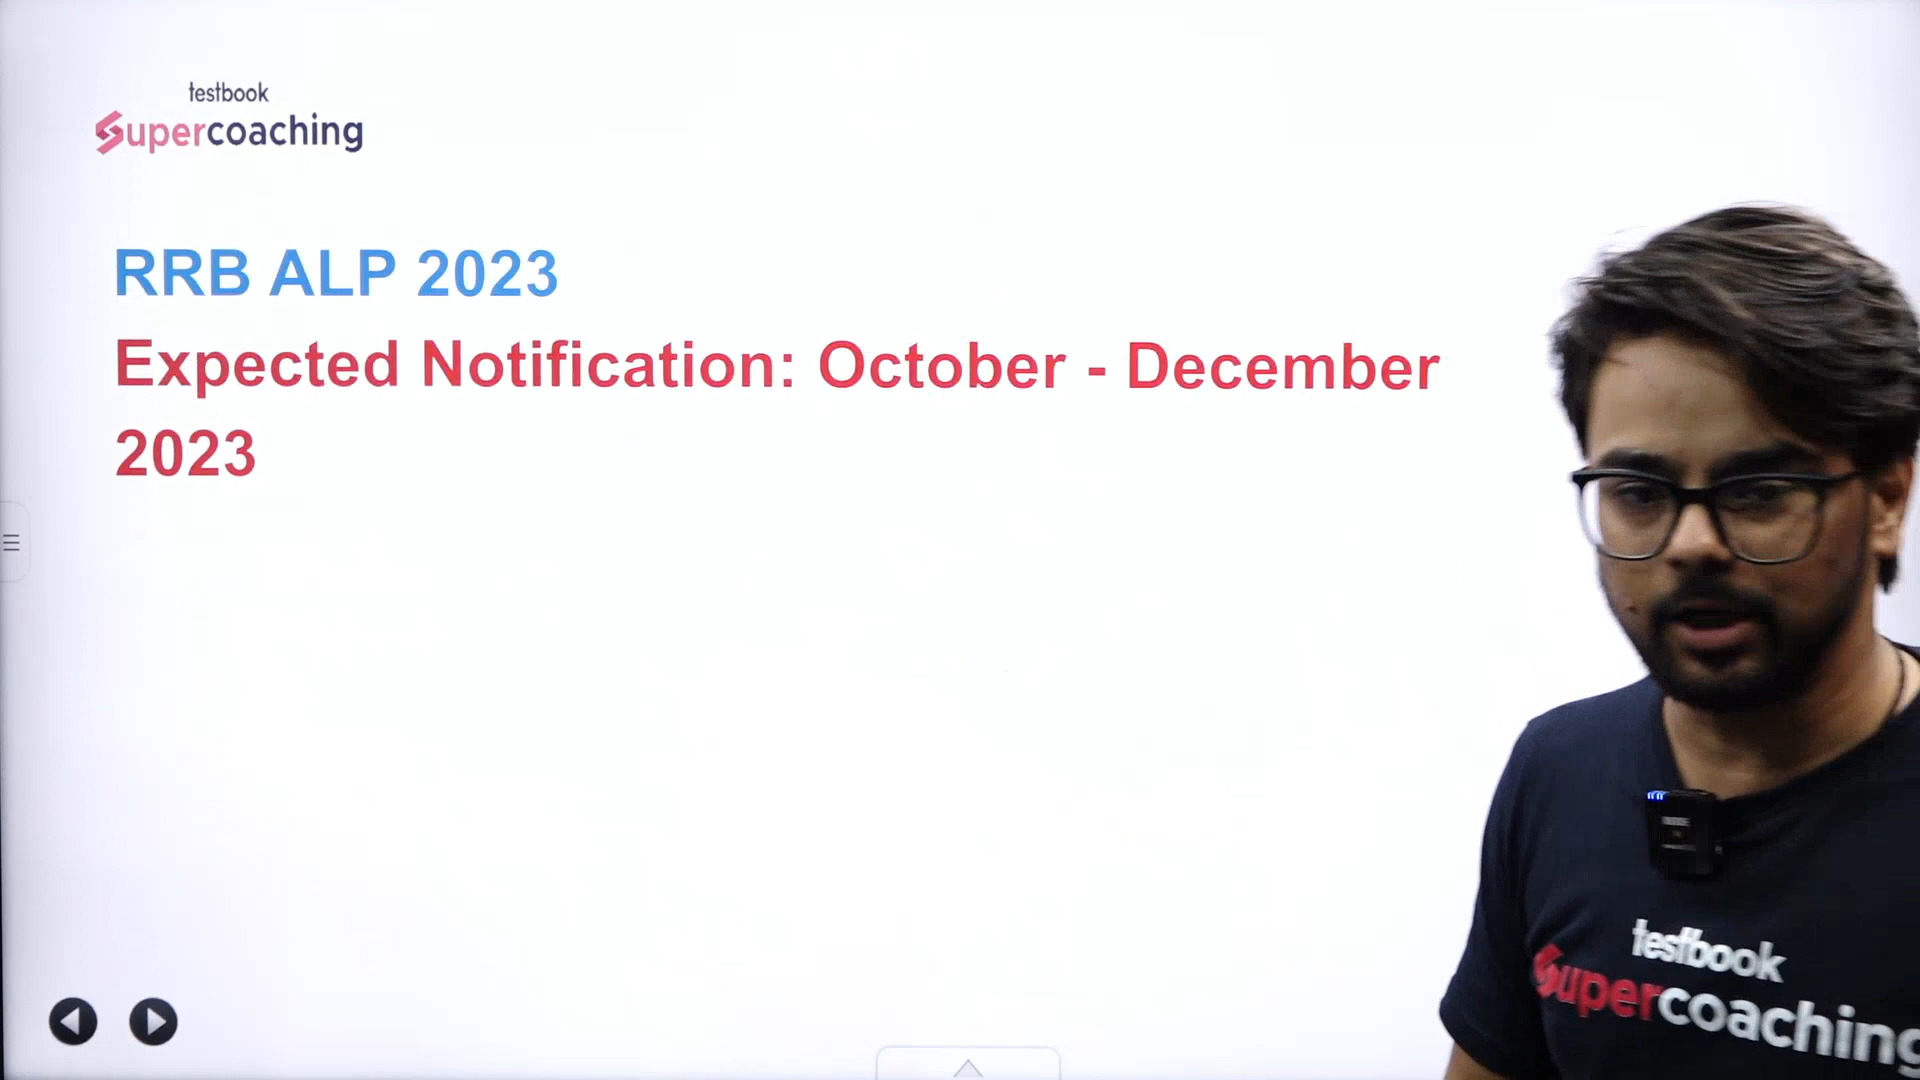 testbook
Supercoaching
RRB ALP 2023
Expected Notification: October - December
2023
testbook
Supercoaching